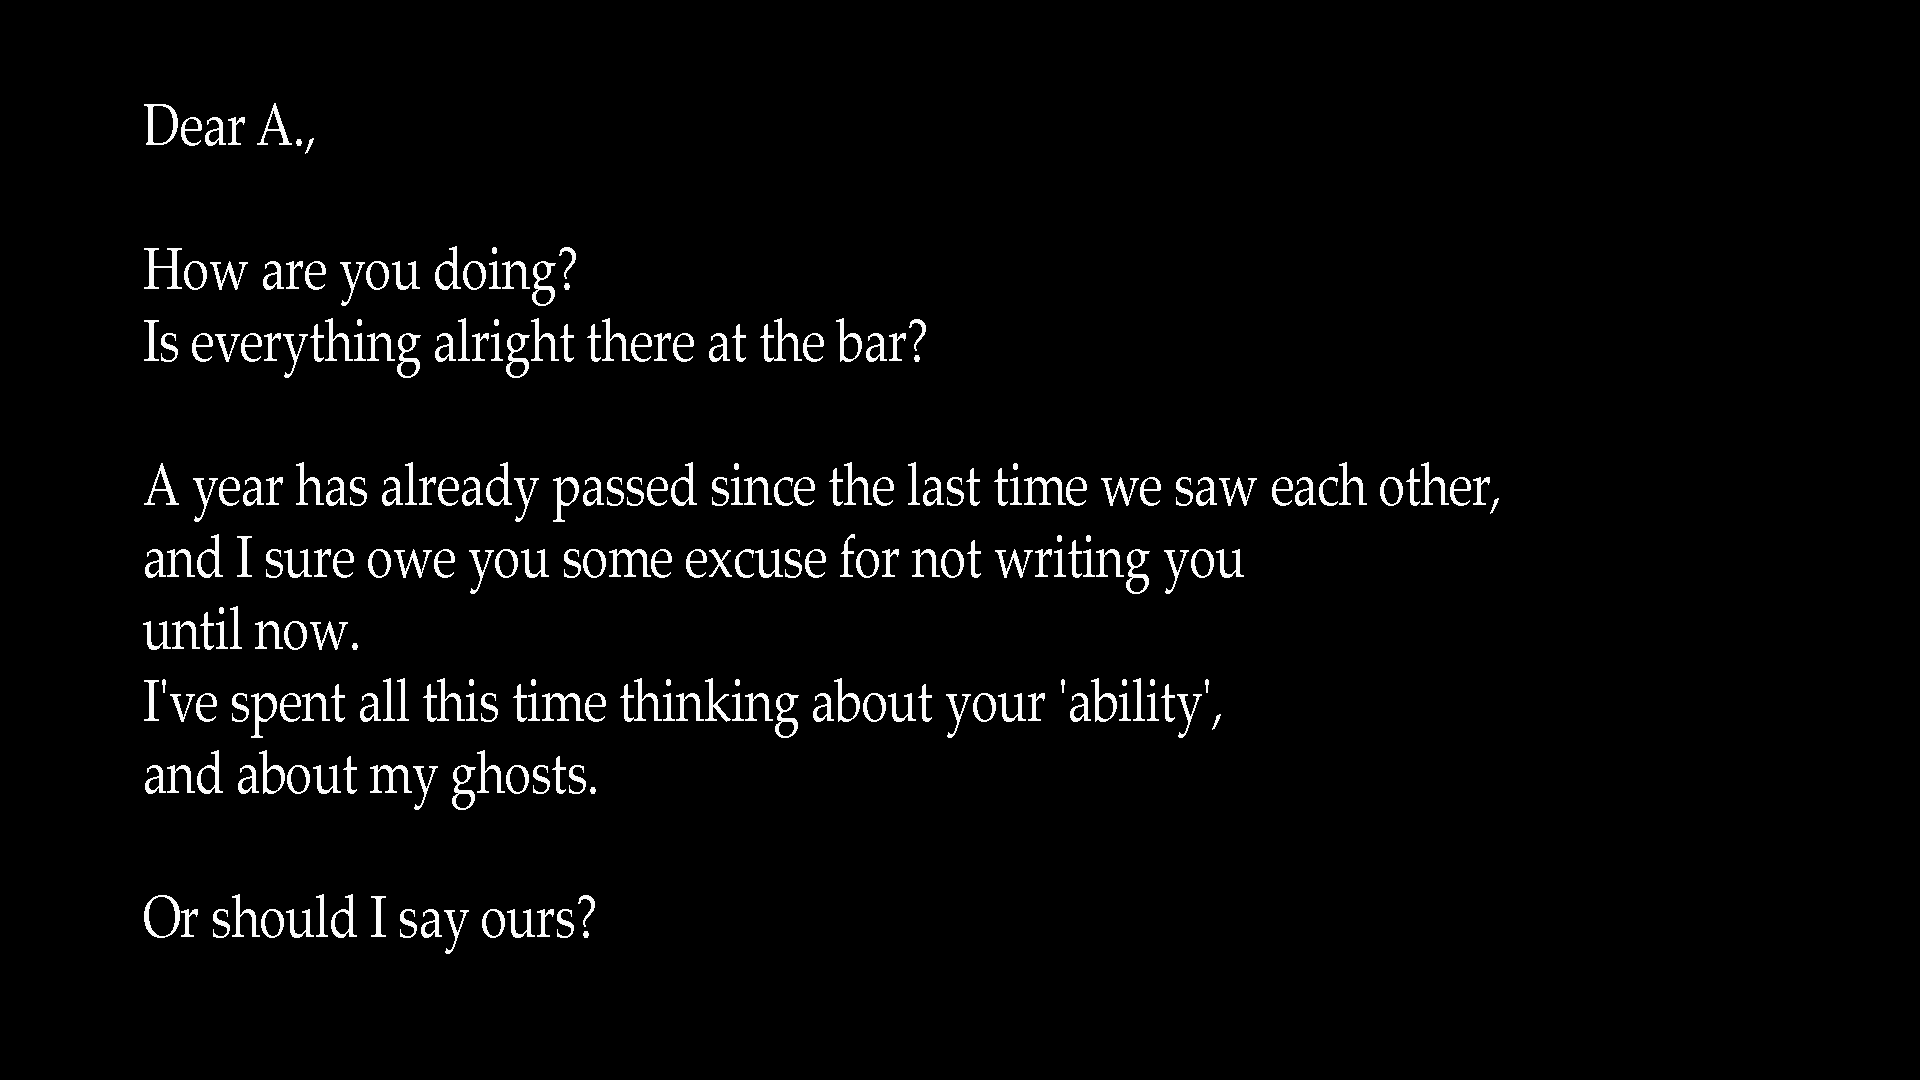 Dear A.,
How are you doing?
Is everything alright there at the bar?
A year has already passed since the last time we saw each other,
and I sure owe you some excuse for not writing you
until now.
I've spent all this time thinking about your 'ability',
and about my ghosts.
Or should I say ours?